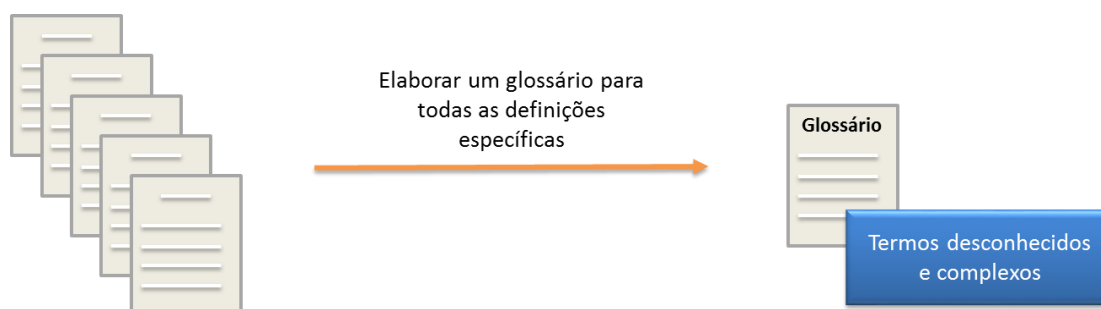 Elaborar um glossário para
todas as definições
específicas
Glossário
Termos desconhecidos
e complexos